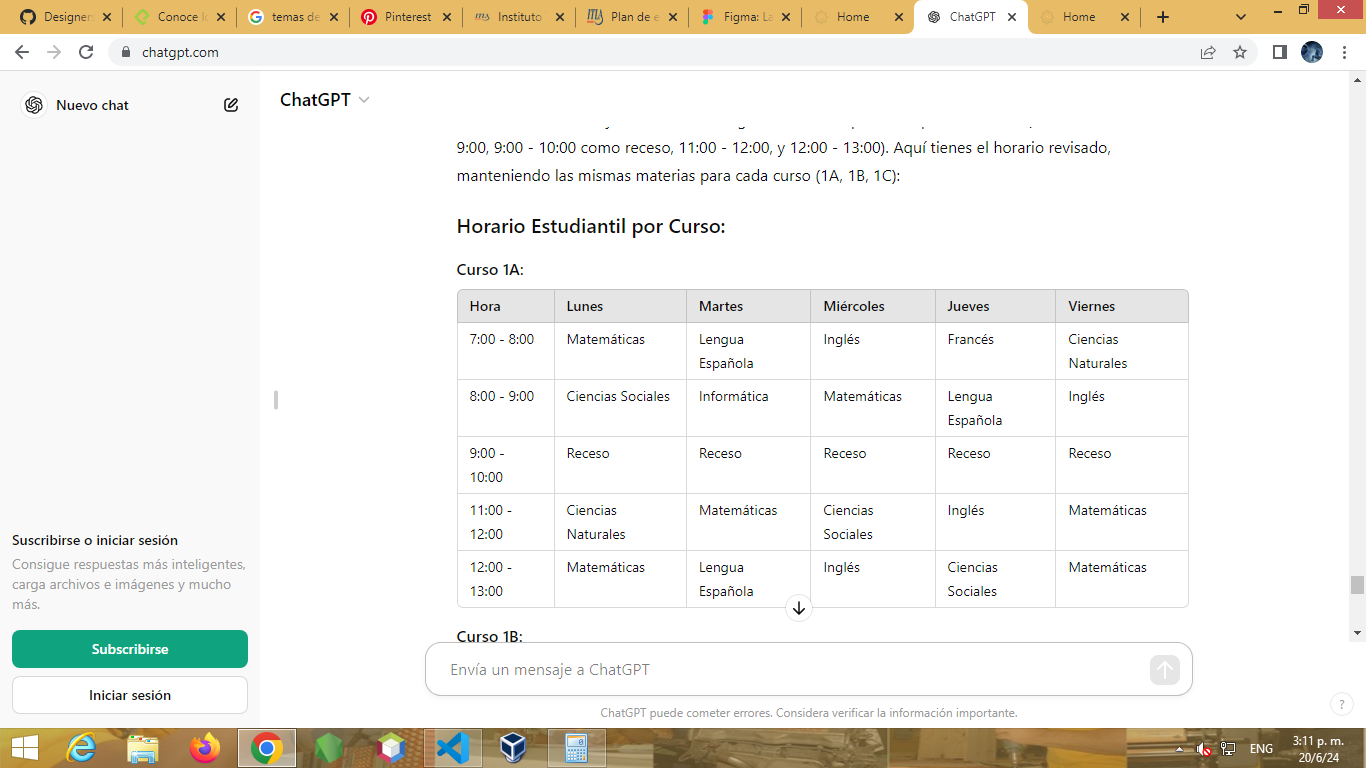 Designer:
Conoce l
temas de
Pinterest
Instituto
Plan de e
Figma: La
Home
ChatGPT
Home
chatgpt.com
Nuevo chat
ChatGPT
9:00, 9:00 - 10:00 como receso, 11:00 - 12:00, y 12:00 - 13:00). Aquí tienes el horario revisado,
manteniendo las mismas materias para cada curso (1A, 1B, 1C):
Horario Estudiantil por Curso:
Curso 1A:
Hora Lunes Martes Miércoles Jueves Viernes
7:00 - 8:00 Matemáticas Lengua Española Inglés Francés Ciencias Naturales
8:00 - 9:00 Ciencias Sociales Informática Matemáticas Lengua Española Inglés
9:00 - 10:00 Receso Receso Receso Receso Receso
11:00 - 12:00 Ciencias Naturales Matemáticas Ciencias Sociales Inglés Matemáticas
12:00 - 13:00 Matemáticas Lengua Española Inglés Ciencias Sociales Matemáticas
Curso 1B:
Suscribirse o iniciar sesión
Consigue respuestas más inteligentes,
carga archivos e imágenes y mucho
más.
Subscribirse
Iniciar sesión
Envía un mensaje a ChatGPT
ChatGPT puede cometer errores. Considera verificar la información importante.
?
ENG
3:11 p. m.
20/6/24